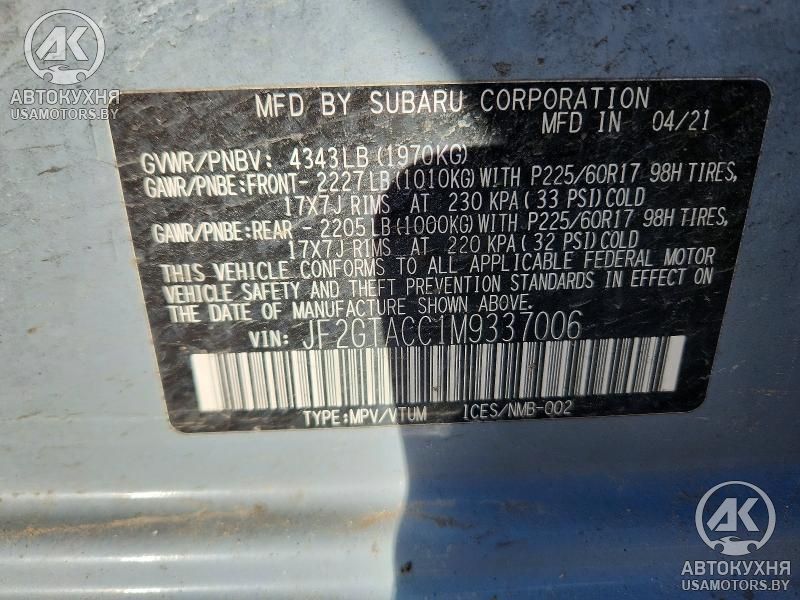 AK
АВТОКУХНЯ
USAMOTORS.BY
MFD BY SUBARU CORPORATION
MFD IN 04/21
GVWR/PNBV: 4343LB(1970KG)
GAWR/PNBE:FRONT- 2227LB(1010KG)WITH P225/60R17 98H TIRES,
17X7J RIMS AT 230 KPA(33 PSI)COLD
GAWR/PNBE:REAR - 2205LB(1000KG)WITH P225/60R17 98H TIRES,
17X7J RIMS AT 220 KPA(32 PSI)COLD
THIS VEHICLE CONFORMS TO ALL APPLICABLE FEDERAL MOTOR
VEHICLE SAFETY AND THEFT PREVENTION STANDARDS IN EFFECT ON
THE DATE OF MANUFACTURE SHOWN ABOVE.
VIN: JF2GTACC1M9337006
TYPE:MPV/VTUM ICES/NMB-002
AK
АВТОКУХНЯ
USAMOTORS.BY